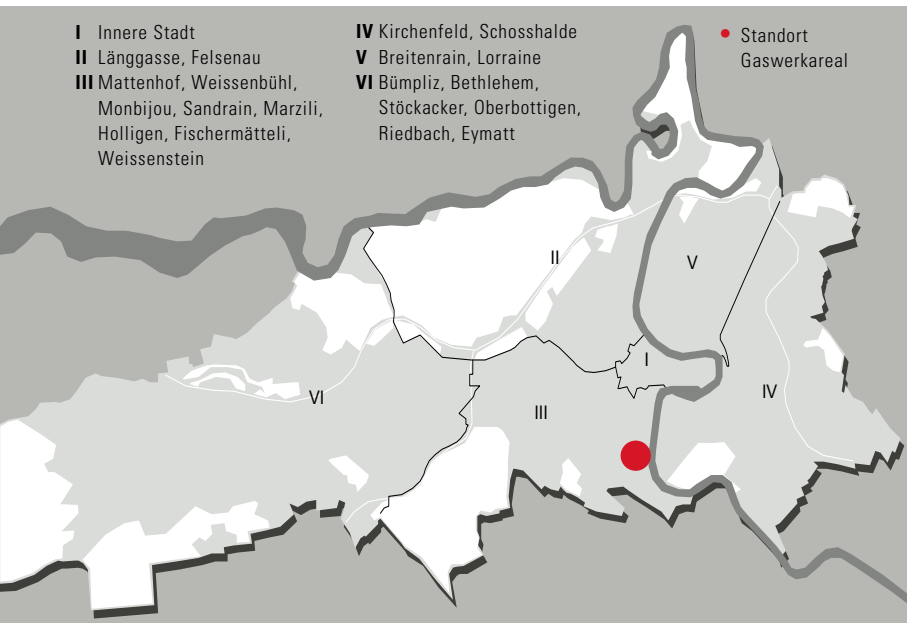 I Innere Stadt
II Länggasse, Felsenau
III Mattenhof, Weissenbühl,
Monbijou, Sandrain, Marzili,
Holligen, Fischermätteli,
Weissenstein
IV Kirchenfeld, Schosshalde
V Breitenrain, Lorraine
VI Bümpliz, Bethlehem,
Stöckacker, Oberbottigen,
Riedbach, Eymatt
Standort
Gaswerkareal
II
V
I
VI
IV
III